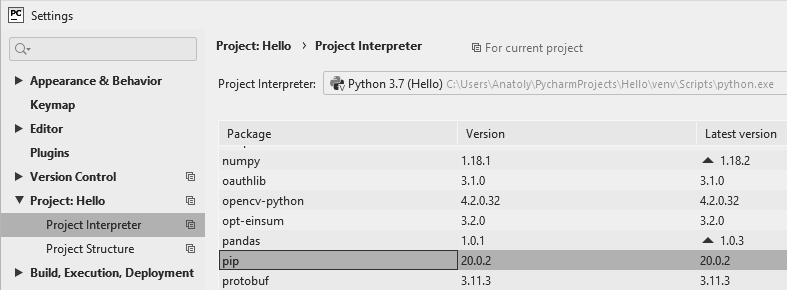 PC Settings
Project: Hello › Project Interpreter For current project
Appearance & Behavior
Keymap
Editor
Plugins
Version Control
Project: Hello
Project Interpreter
Project Structure
Build, Execution, Deployment
Project Interpreter: Python 3.7 (Hello) C:\Users\Anatoly\PycharmProjects\Hello\venv\Scripts\python.exe
Package Version Latest version
numpy 1.18.1 1.18.2
oauthlib 3.1.0 3.1.0
opencv-python 4.2.0.32 4.2.0.32
opt-einsum 3.2.0 3.2.0
pandas 1.0.1 1.0.3
pip 20.0.2 20.0.2
protobuf 3.11.3 3.11.3